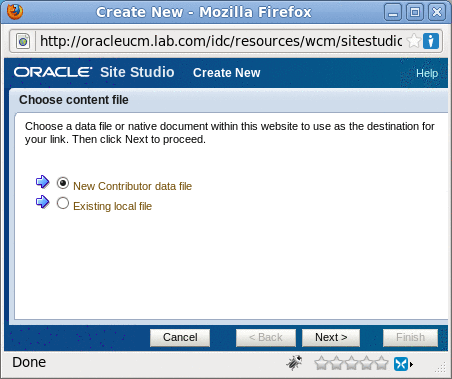 Create New - Mozilla Firefox
http://oracleucm.lab.com/idc/resources/wcm/sitestudio
ORACLE Site Studio Create New Help
Choose content file
Choose a data file or native document within this website to use as the destination for
your link. Then click Next to proceed.
New Contributor data file
Existing local file
Cancel < Back Next > Finish
Done